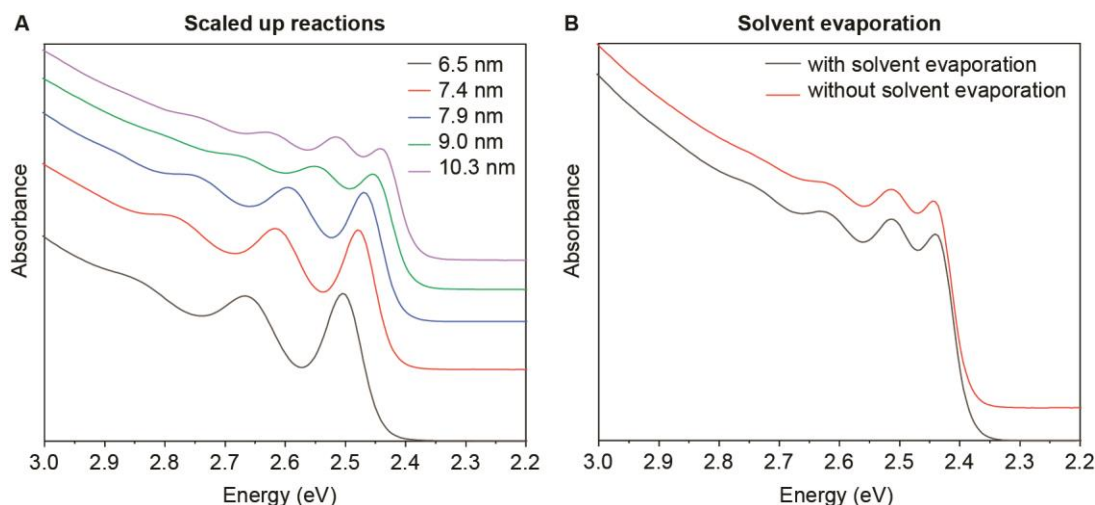 A
Scaled up reactions
6.5 nm
7.4 nm
7.9 nm
9.0 nm
10.3 nm
Absorbance
3.0 2.9 2.8 2.7 2.6 2.5 2.4 2.3 2.2
Energy (eV)
B
Solvent evaporation
with solvent evaporation
without solvent evaporation
Absorbance
3.0 2.9 2.8 2.7 2.6 2.5 2.4 2.3 2.2
Energy (eV)